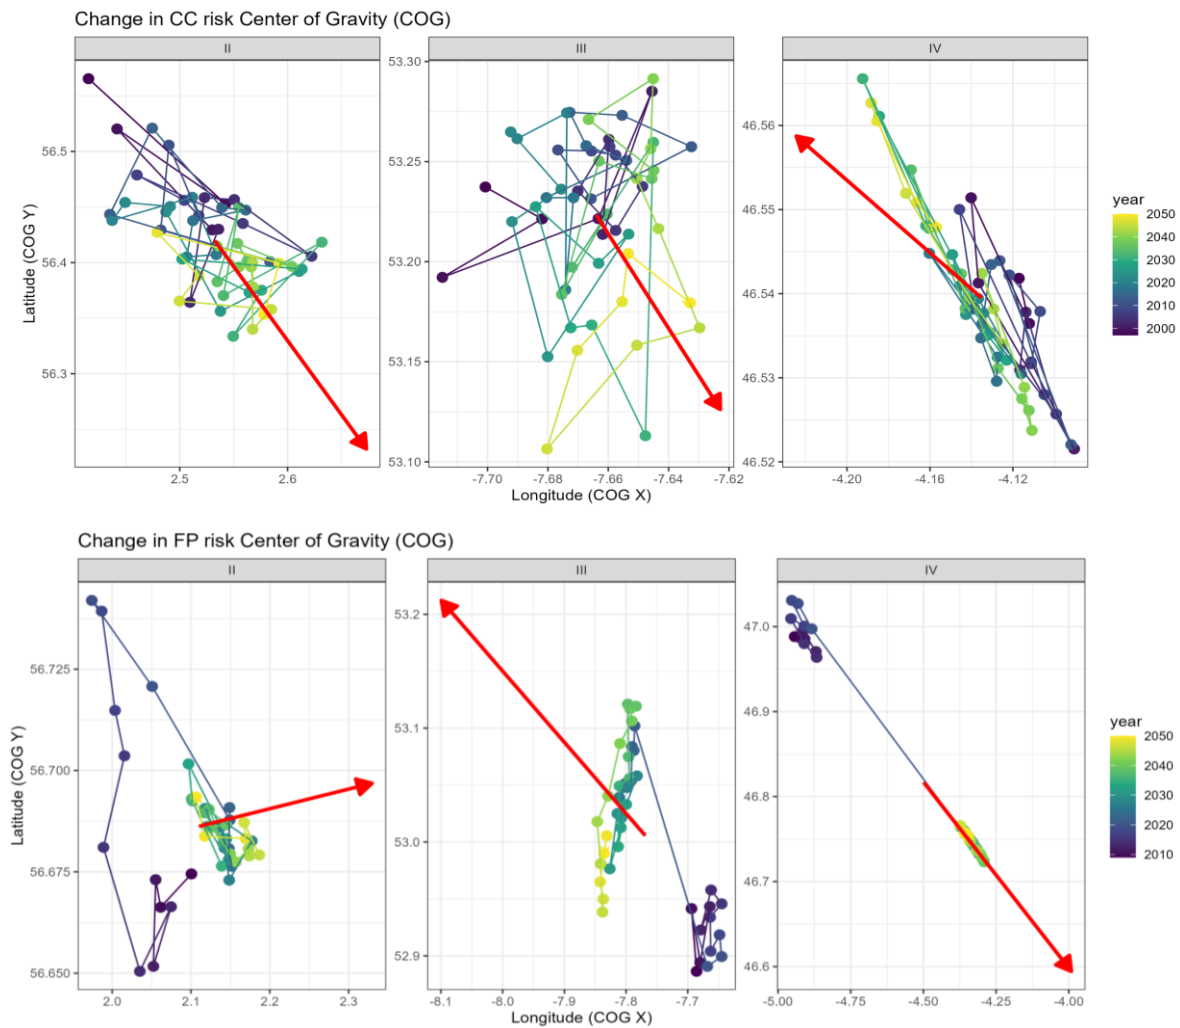 Change in CC risk Center of Gravity (COG)
II III IV
Latitude (COG Y)
56.5
56.4
56.3
2.5 2.6
53.30
53.25
53.20
53.15
53.10
-7.70 -7.68 -7.66 -7.64 -7.62
46.56
46.55
46.54
46.53
46.52
-4.20 -4.16 -4.12
Longitude (COG X)
year
2050
2040
2030
2020
2010
2000
Change in FP risk Center of Gravity (COG)
II III IV
Latitude (COG Y)
56.725
56.700
56.675
56.650
2.0 2.1 2.2 2.3
53.2
53.1
53.0
52.9
-8.1 -8.0 -7.9 -7.8 -7.7
47.0
46.9
46.8
46.7
46.6
-5.00 -4.75 -4.50 -4.25 -4.00
Longitude (COG X)
year
2050
2040
2030
2020
2010